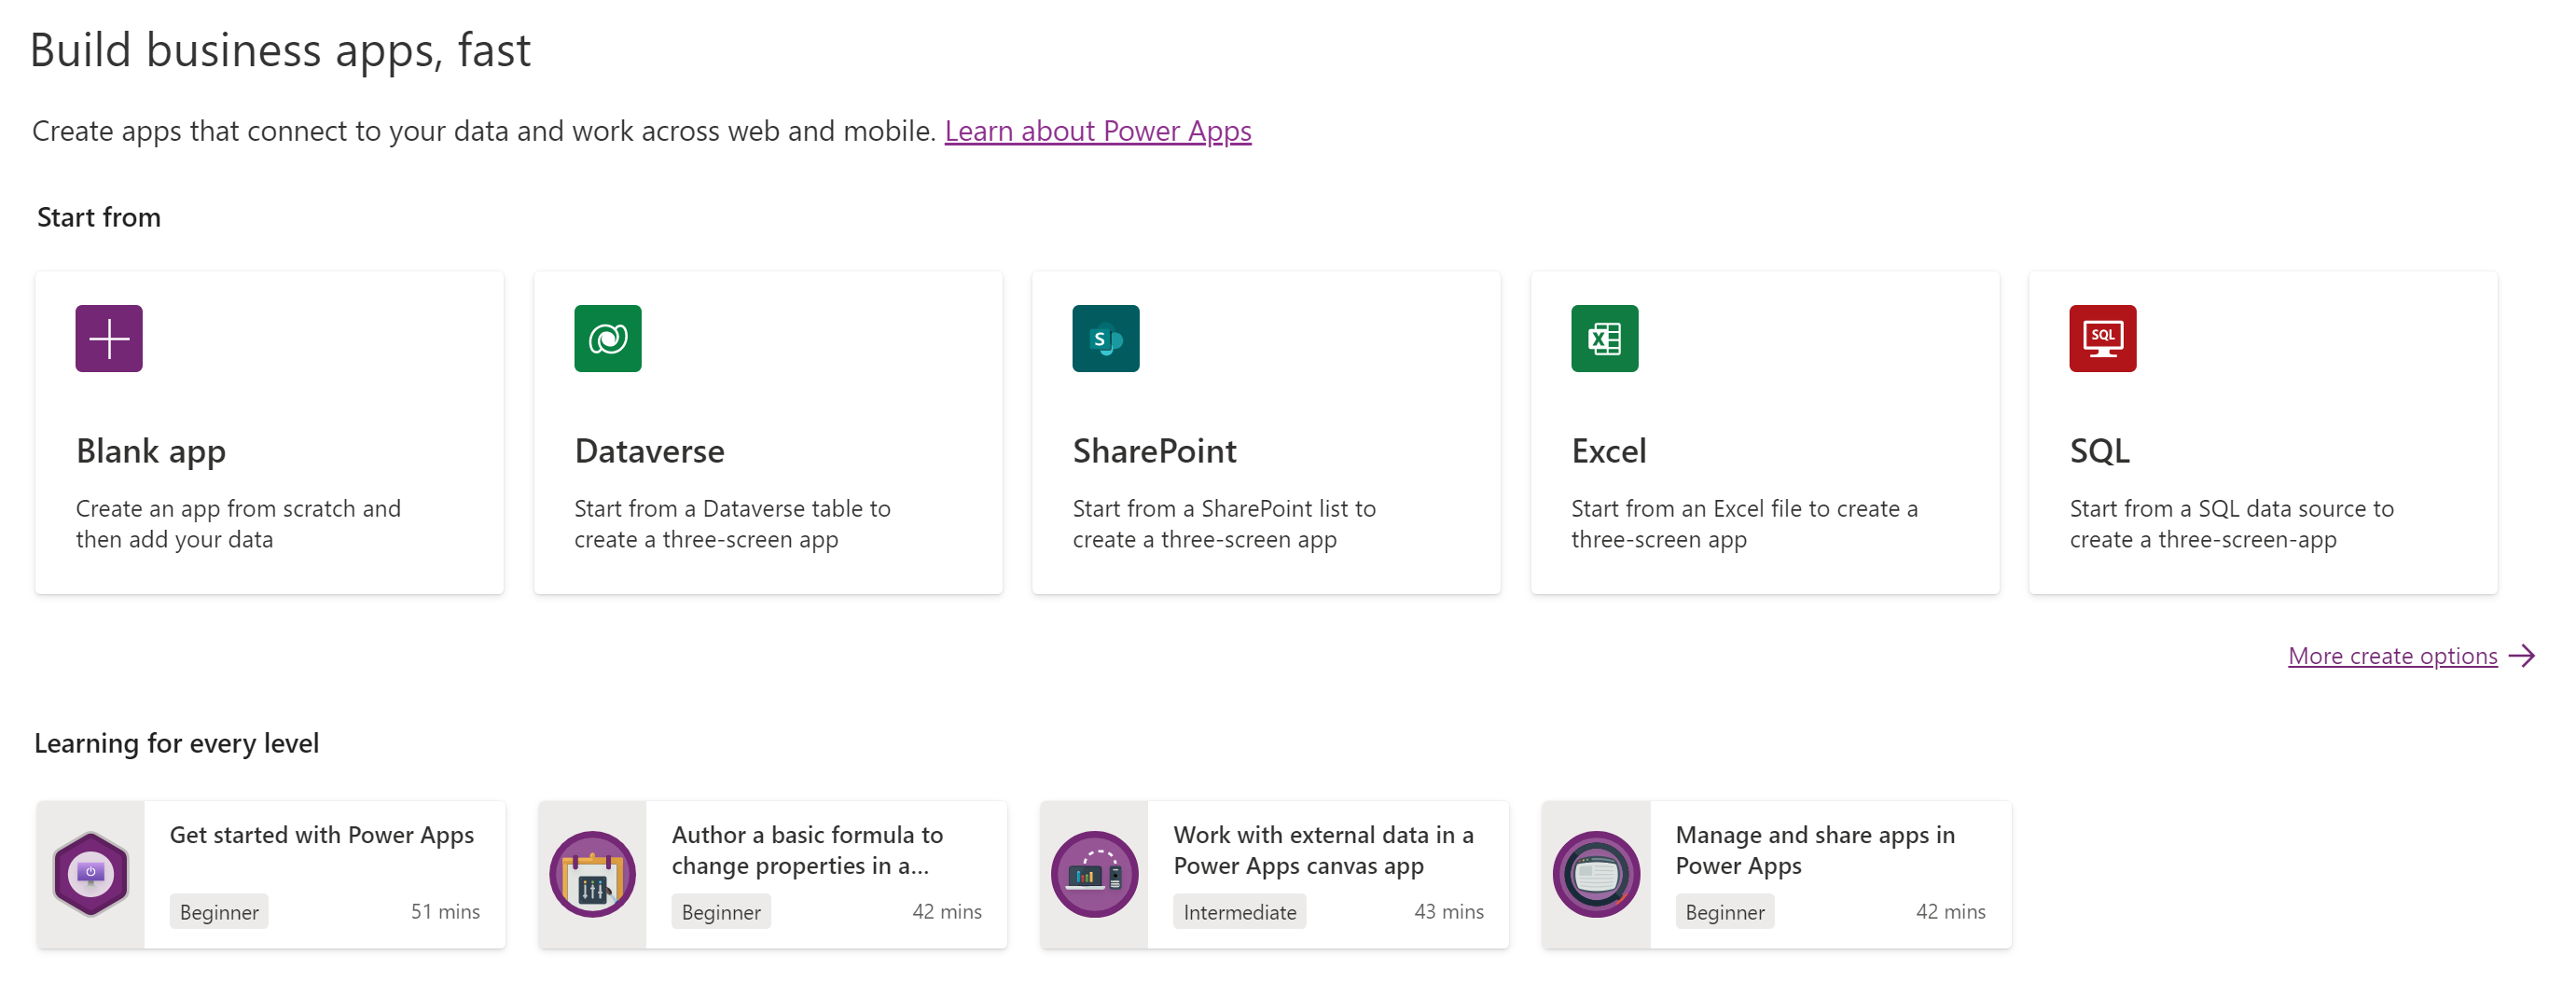 Build business apps, fast
Create apps that connect to your data and work across web and mobile. Learn about Power Apps
Start from
Blank app
Create an app from scratch and
then add your data
Dataverse
Start from a Dataverse table to
create a three-screen app
S
SharePoint
Start from a SharePoint list to
create a three-screen app
X
Excel
Start from an Excel file to create a
three-screen app
SQL
SQL
Start from a SQL data source to
create a three-screen-app
More create options
Learning for every level
Get started with Power Apps
Beginner 51 mins
Author a basic formula to
change properties in a...
Beginner 42 mins
Work with external data in a
Power Apps canvas app
Intermediate 43 mins
Manage and share apps in
Power Apps
Beginner 42 mins